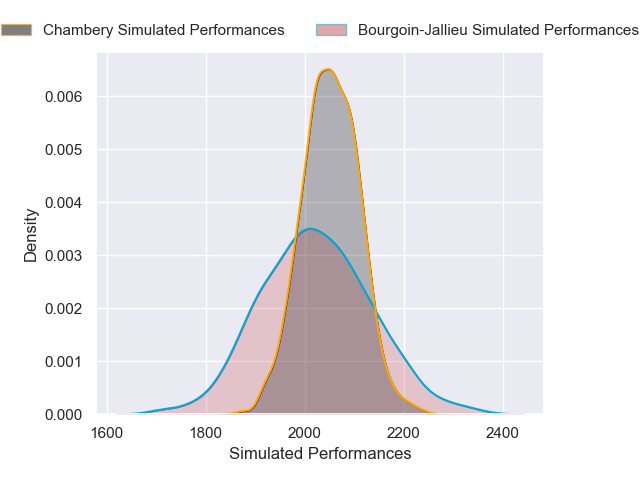 Chambery Simulated Performances
Bourgoin-Jallieu Simulated Performances
0.006
0.005
0.004
0.003
0.002
0.001
0.000
Density
1600 1800 2000 2200 2400
Simulated Performances